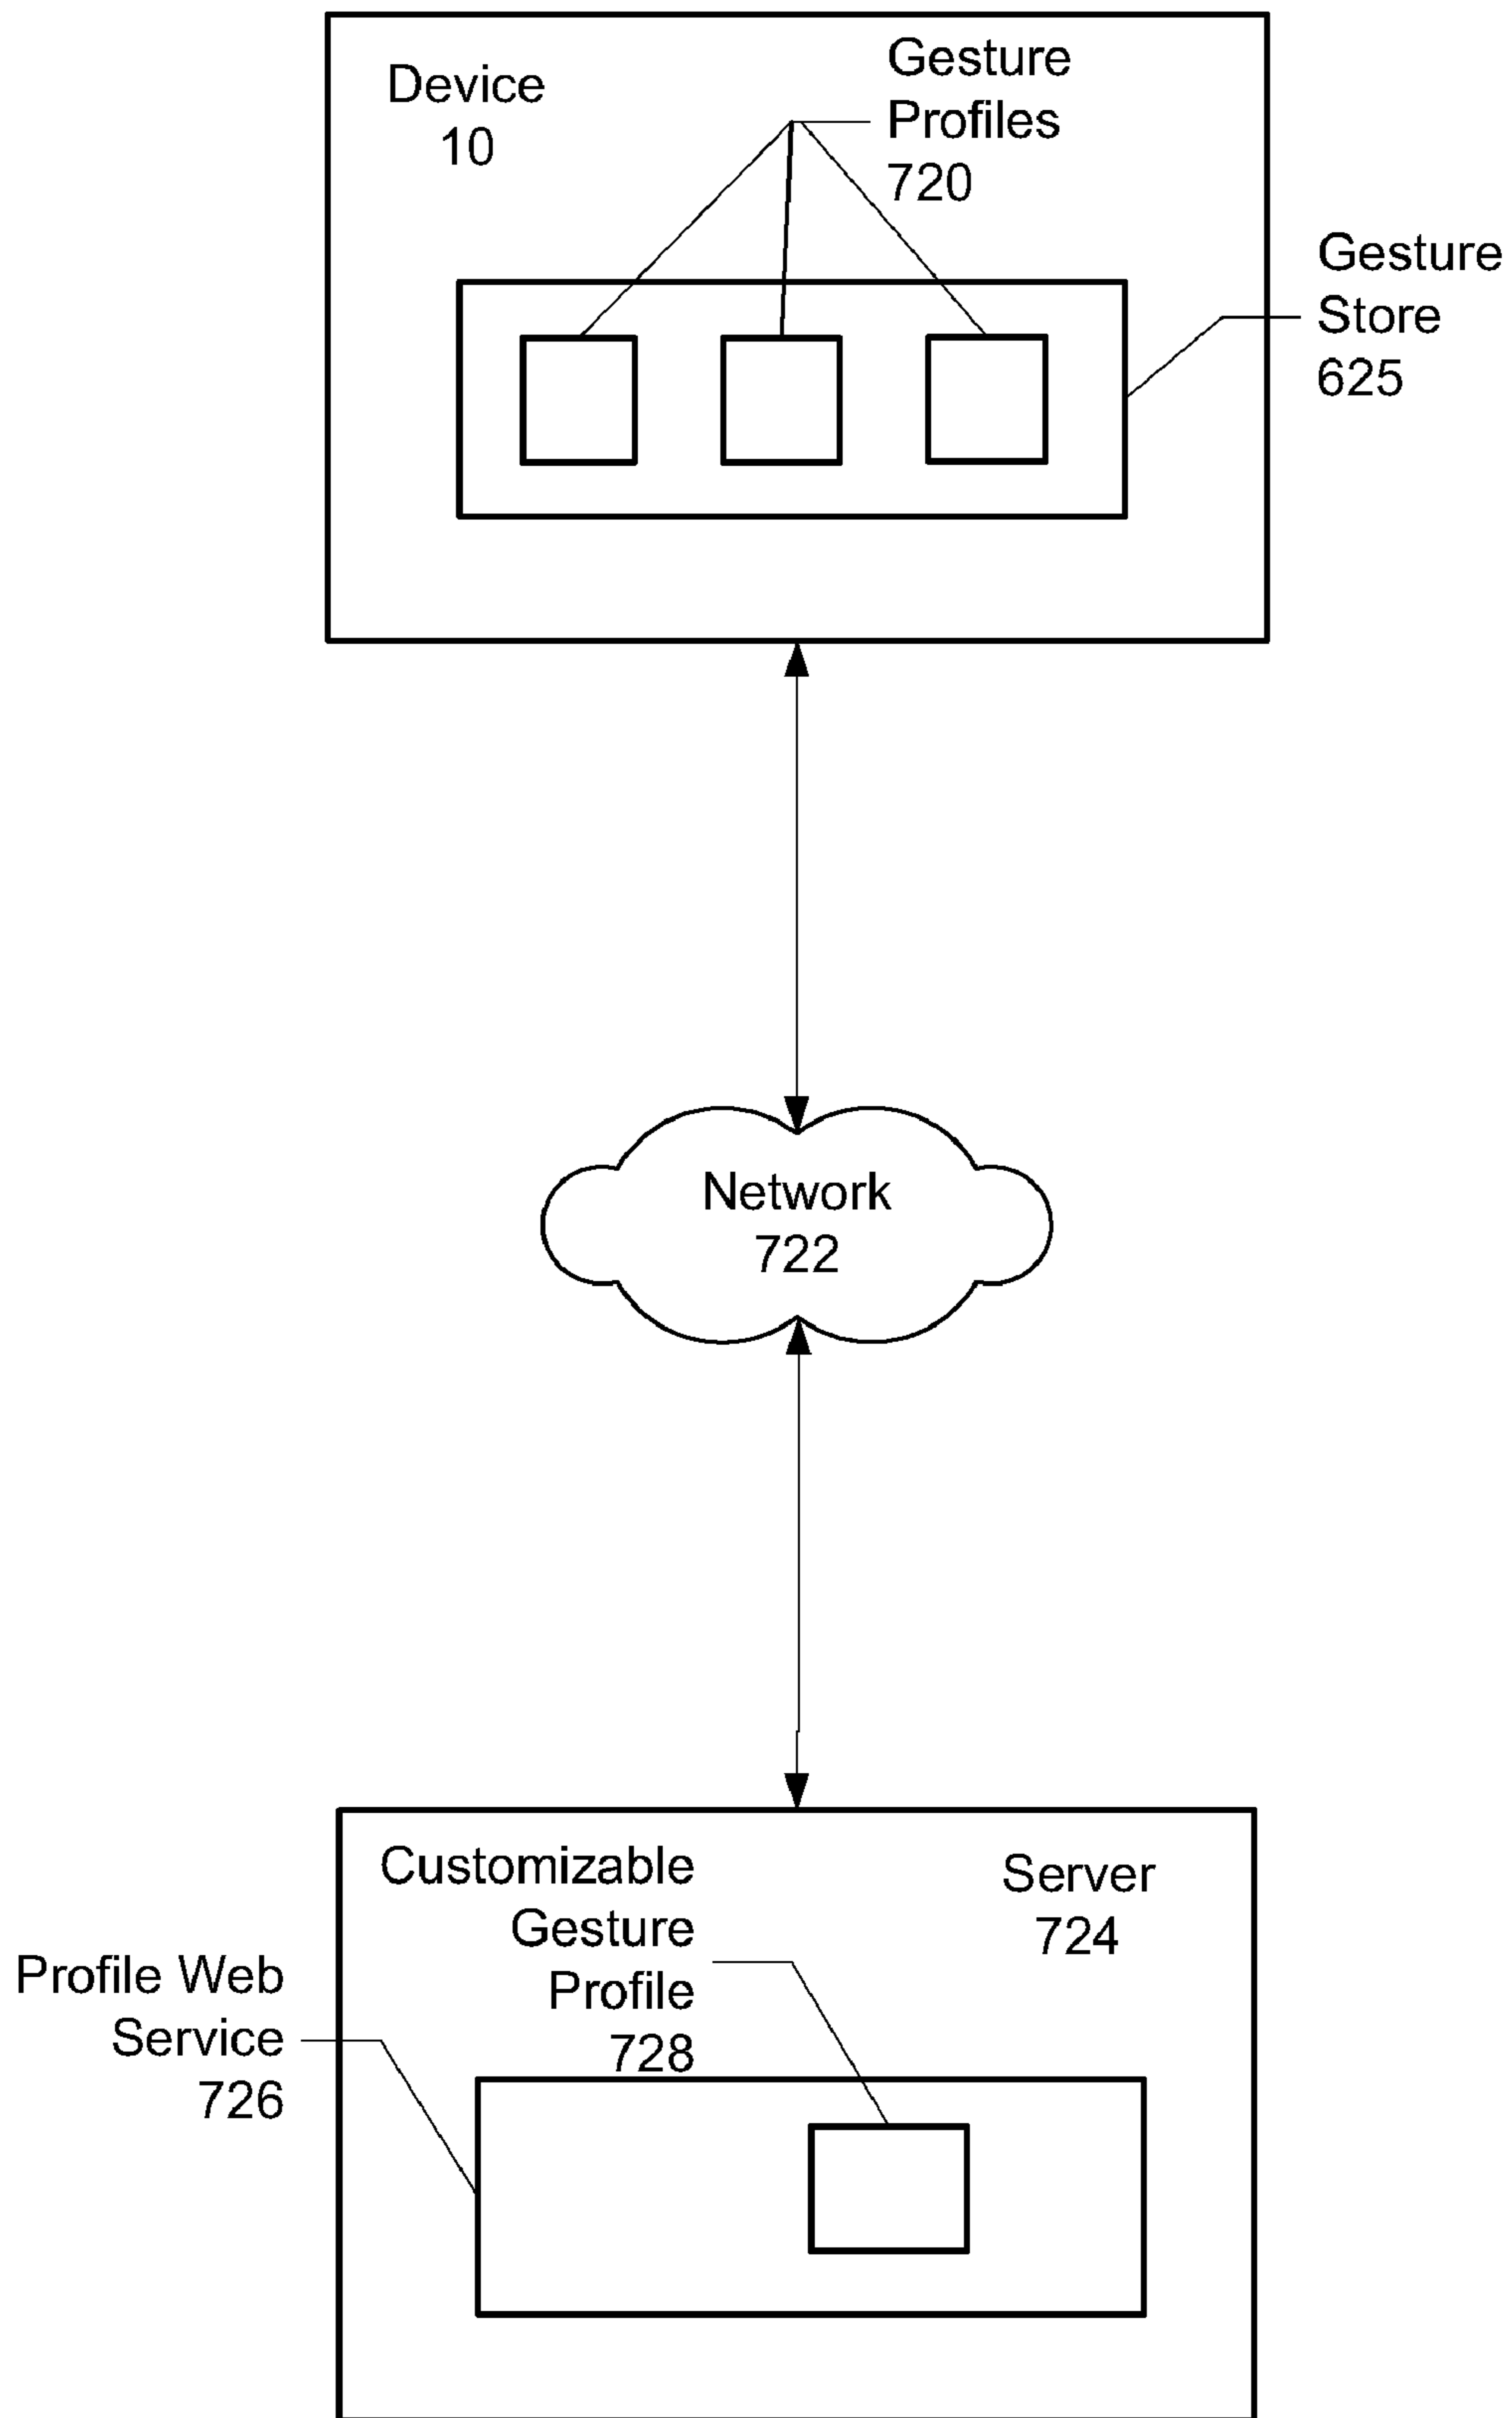 Device
10
Gesture
Profiles
720
Gesture
Store
625
Network
722
Customizable
Gesture
Profile
728
Server
724
Profile Web
Service
726